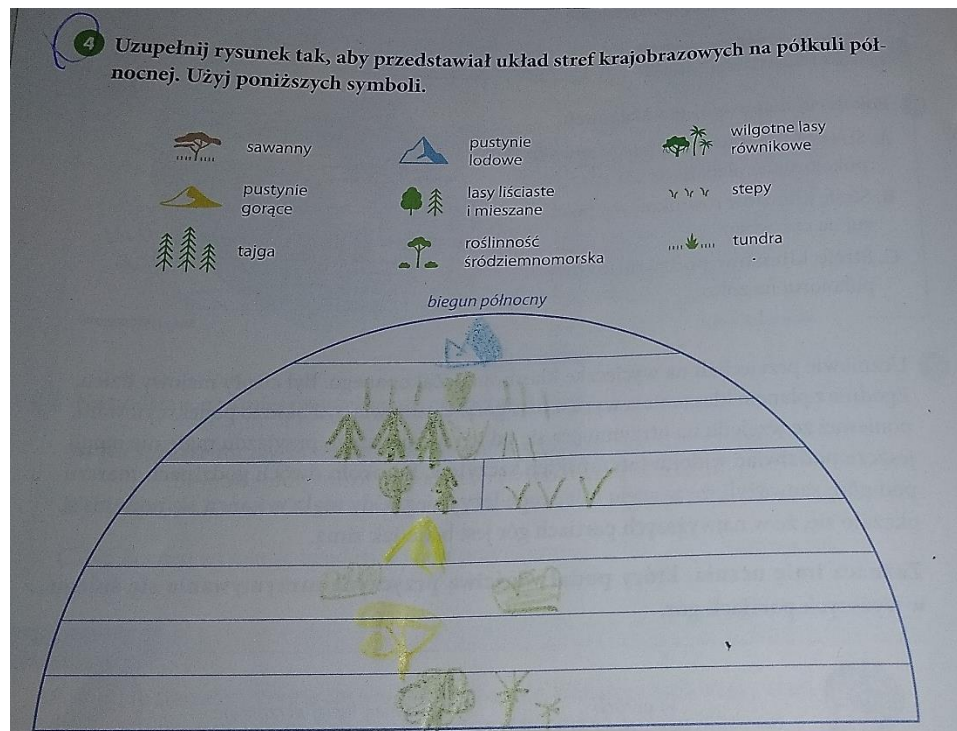 4 Uzupełnij rysunek tak, aby przedstawiał układ stref krajobrazowych na półkuli pół-
nocnej. Użyj poniższych symboli.
sawanny
pustynie
lodowe
wilgotne lasy
równikowe
pustynie
gorące
lasy liściaste
i mieszane
stepy
tajga
roślinność
śródziemnomorska
tundra
biegun północny